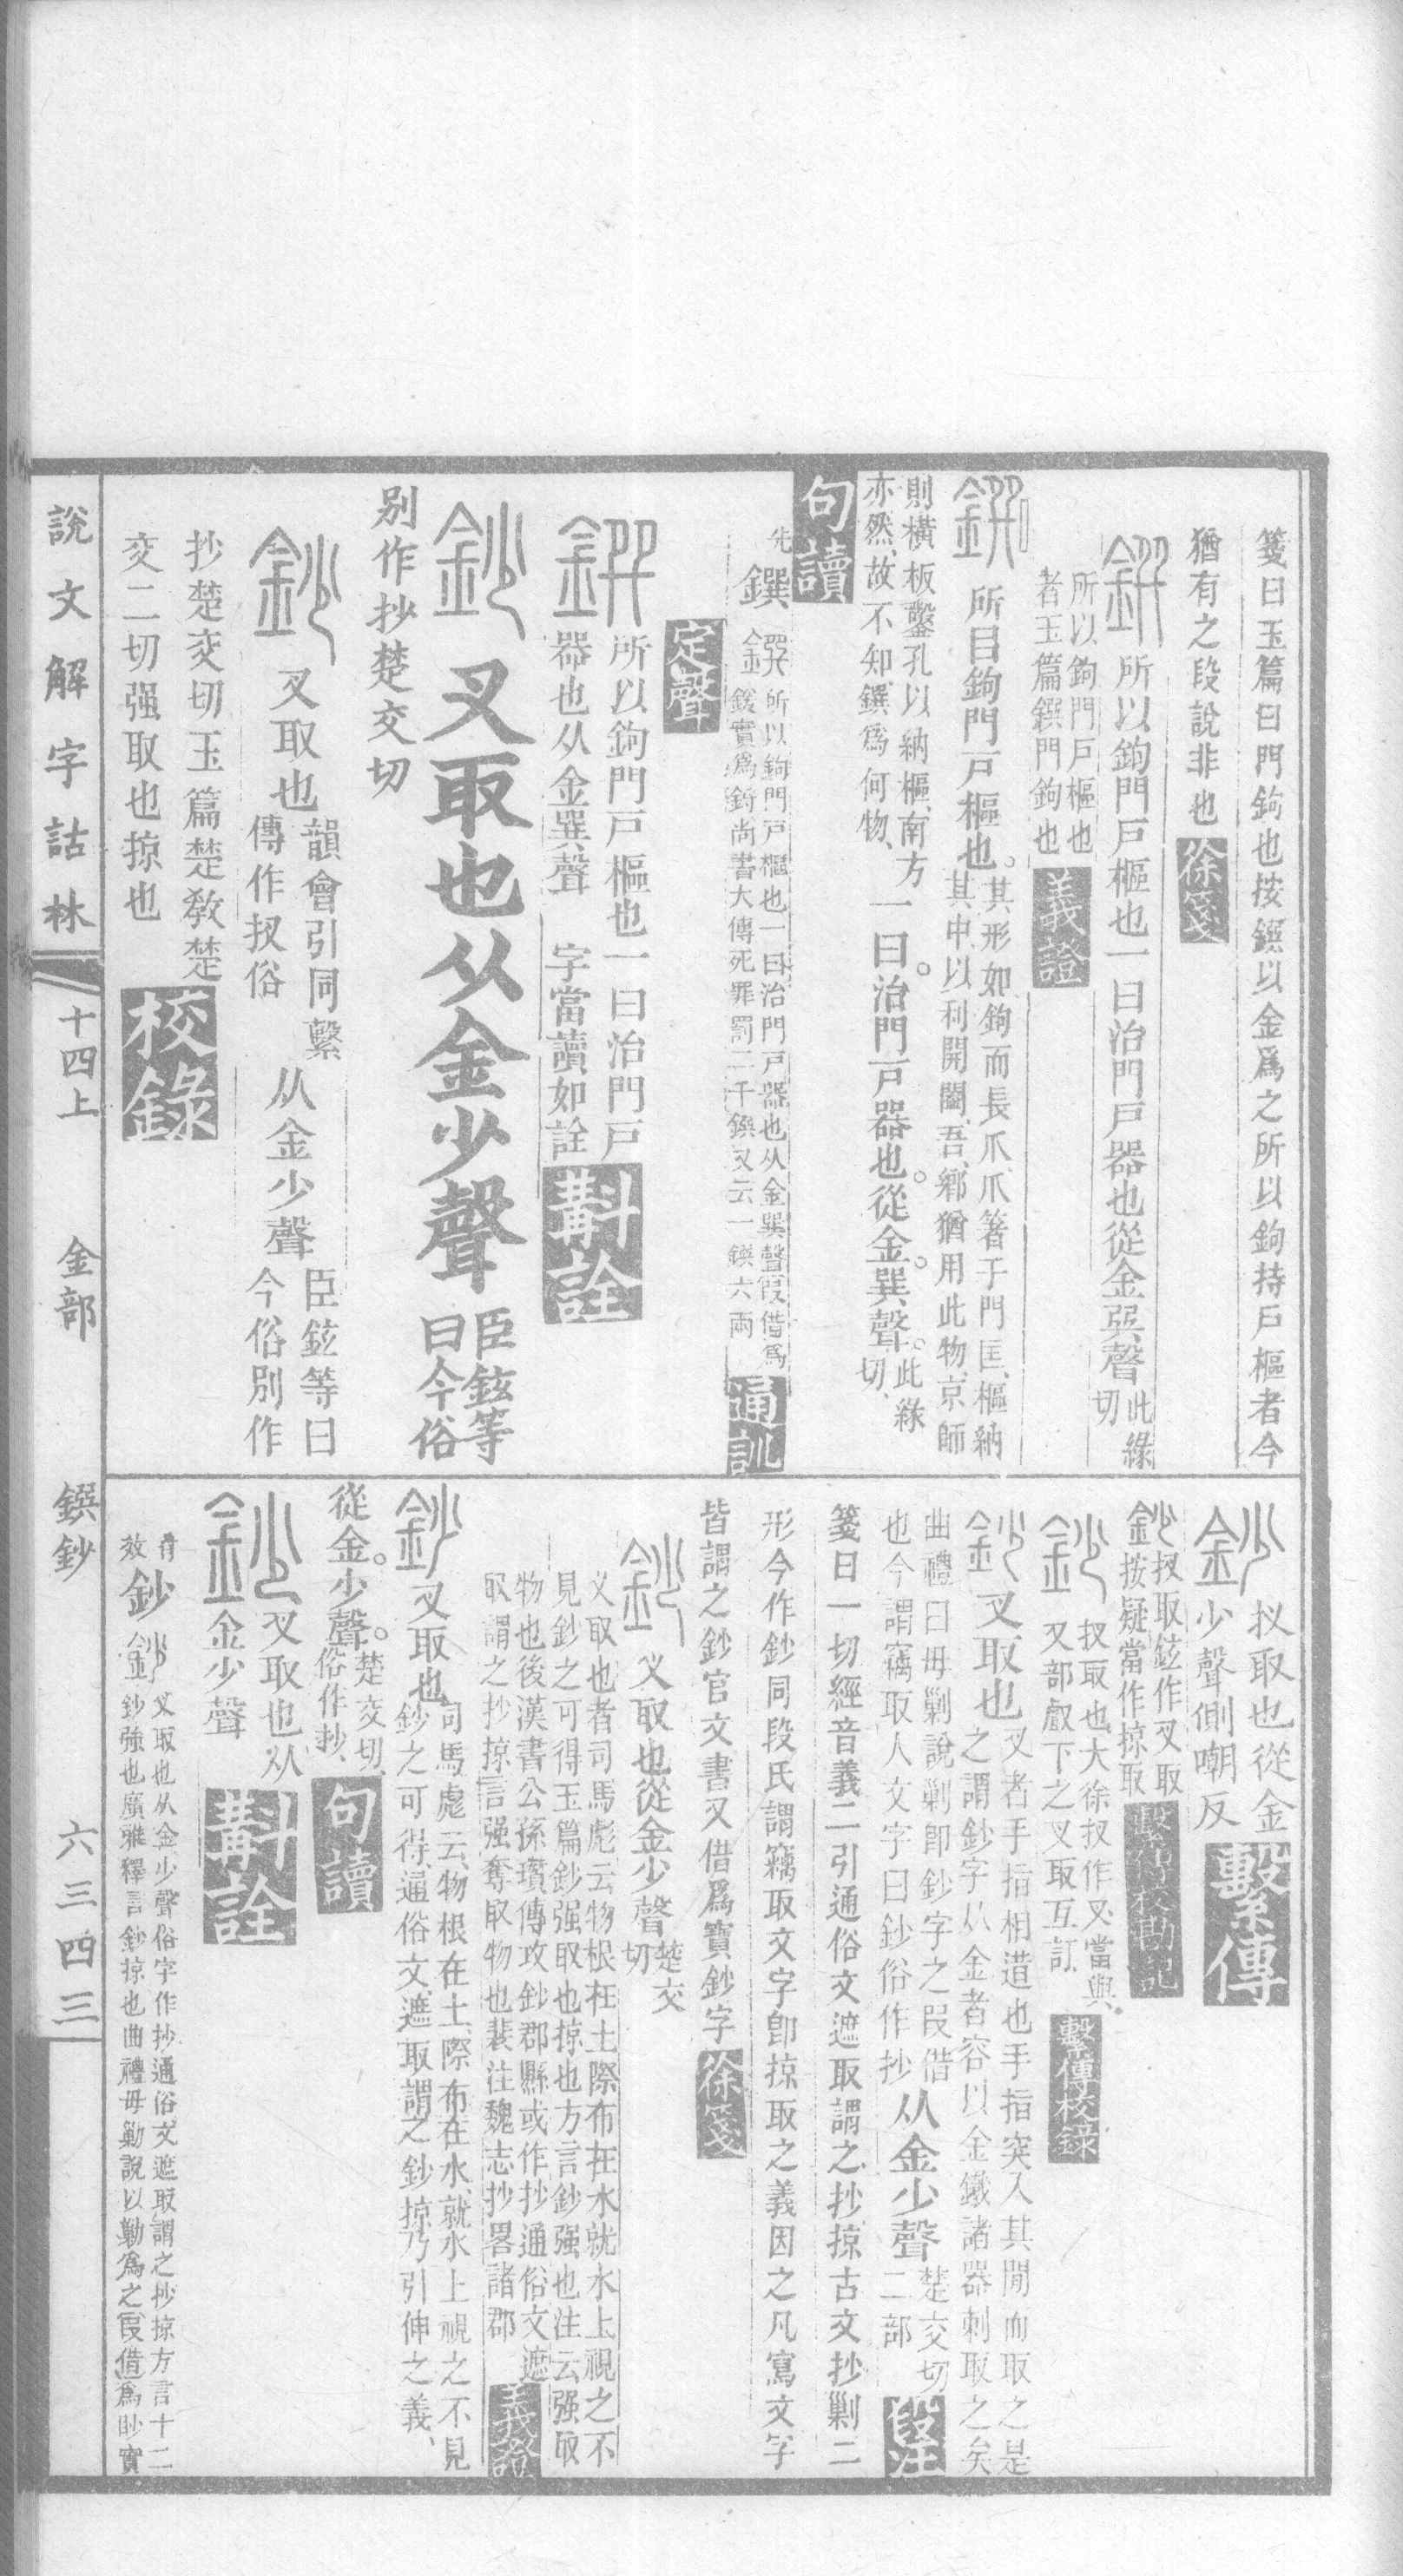 箋曰玉篇曰門鉤也按鐉以金爲之所以鉤持戶樞者今
猶有之段說非也徐箋
所以鉤門戶樞也一曰治門戶器也從金巽聲此緣切
所以鉤門戶樞也
者玉篇鐉門鉤也義證
所㠯鉤門戶樞也。其形如鉤而長爪、爪箸于門匡、樞納
其中、以利開闔、吾鄉猶用此物、京師
則橫板鑿孔以納樞、南方
亦然、故不知鐉爲何物、一曰。治門戶器也。從金。巽聲。此緣切、
句讀
先鐉所以鉤門戶樞也一曰治門戶器也从金巽聲叚借爲
鍰實爲鋝尚書大傳死罪罰二千鐉又云一鐉六兩通訓
定聲
所以鉤門戶樞也一曰治門戶
器也从金巽聲 字當讀如詮斠詮
鈔叉取也从金少聲臣鉉等曰今俗
別作抄楚交切
鈔叉取也韻會引同繫
傳作扠俗从金少聲臣鉉等曰
今俗別作
抄楚交切玉篇楚敎楚
交二切强取也掠也校錄
說文解字詁林 十四上 金部 鐉鈔 六三四三
鈔扠取也從金
少聲側嘲反繫傳
鈔扠取鉉作叉取
按疑當作掠取繫傳校勘記
鈔扠取也、大徐扠作叉、當與
又部㕢下之叉取互訂、繫傳校錄
鈔叉取也叉者手指相逪也手指突入其閒而取之是
之謂鈔字从金者容以金鐵諸器刺取之矣
曲禮曰毋勦說勦卽鈔字之叚借
也今謂竊取人文字曰鈔俗作抄从金少聲楚交切
二部段注
箋曰一切經音義二引通俗文遮取謂之抄掠古文抄勦二
形今作鈔同段氏謂竊取文字卽掠取之義因之凡寫文字
皆謂之鈔官文書又借爲寶鈔字徐箋
鈔叉取也從金少聲楚交切
叉取也者司馬彪云物根在土際布在水就水上視之不
見鈔之可得玉篇鈔强取也掠也方言鈔强也注云强取
物也後漢書公孫瓚傳攻鈔郡縣或作抄通俗文遮
取謂之抄掠言强奪取物也裴注魏志抄畧諸郡義證
鈔叉取也司馬彪云、物根在土、際布在水、就水上視之不見
鈔之可得、通俗文、遮取謂之鈔掠、乃引伸之義、
從金。少聲。楚交切、
俗作抄、句讀
鈔叉取也从
金少聲斠詮
肴鈔叉取也从金少聲俗字作抄通俗文遮取謂之抄掠方言十二
效鈔強也廣雅釋言鈔掠也曲禮毋勦說以勦爲之叚借爲眇實